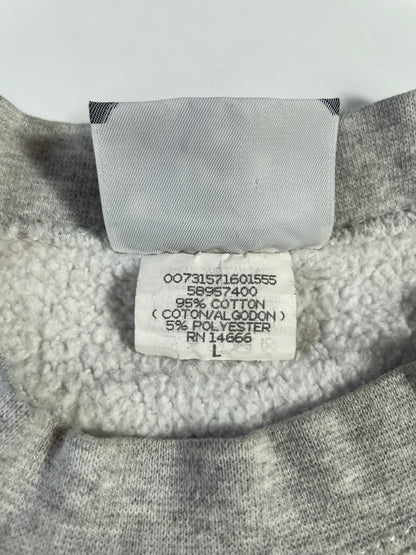 00731571601555
58957400
95% COTTON
( COTON/ALGODON )
5% POLYESTER
RN 14666
L